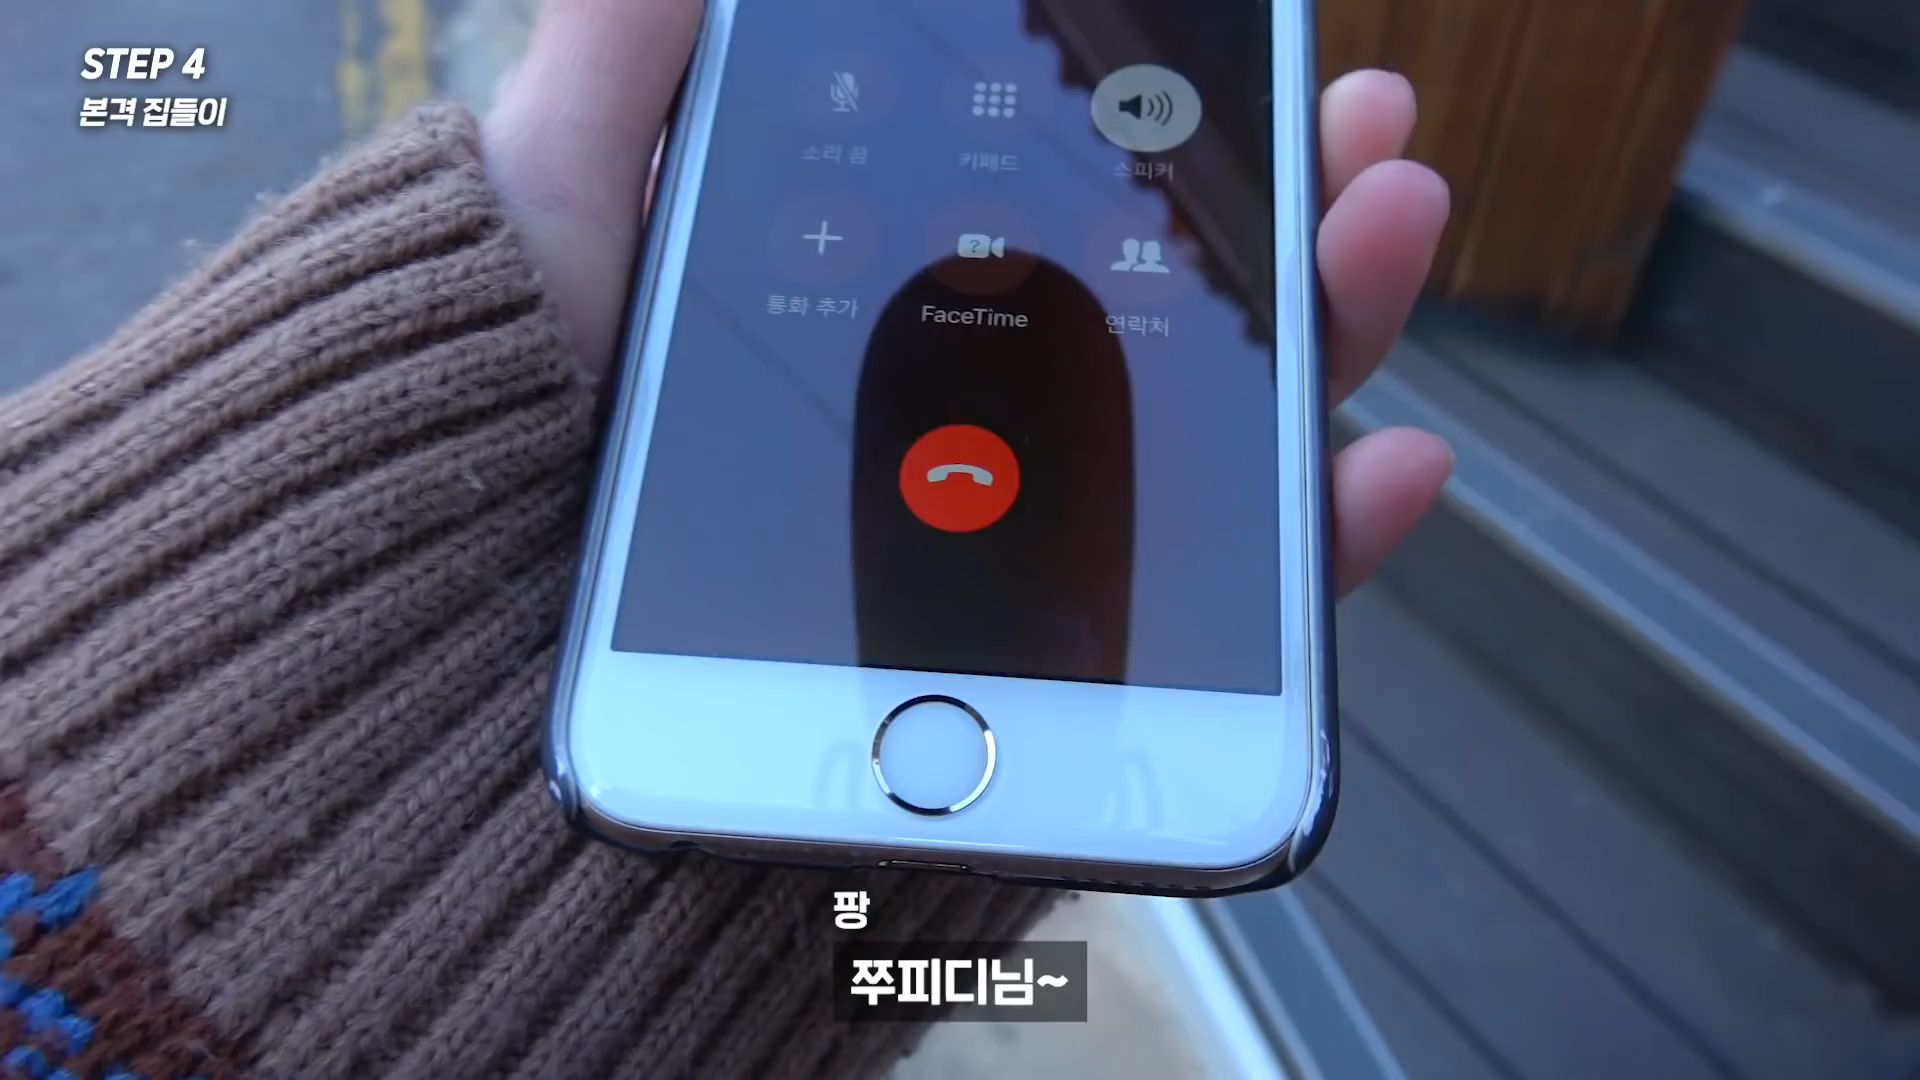 STEP 4
본격 집들이
소리 끔
키패드
스피커
통화 추가
FaceTime
연락처
팡
쭈피디님~